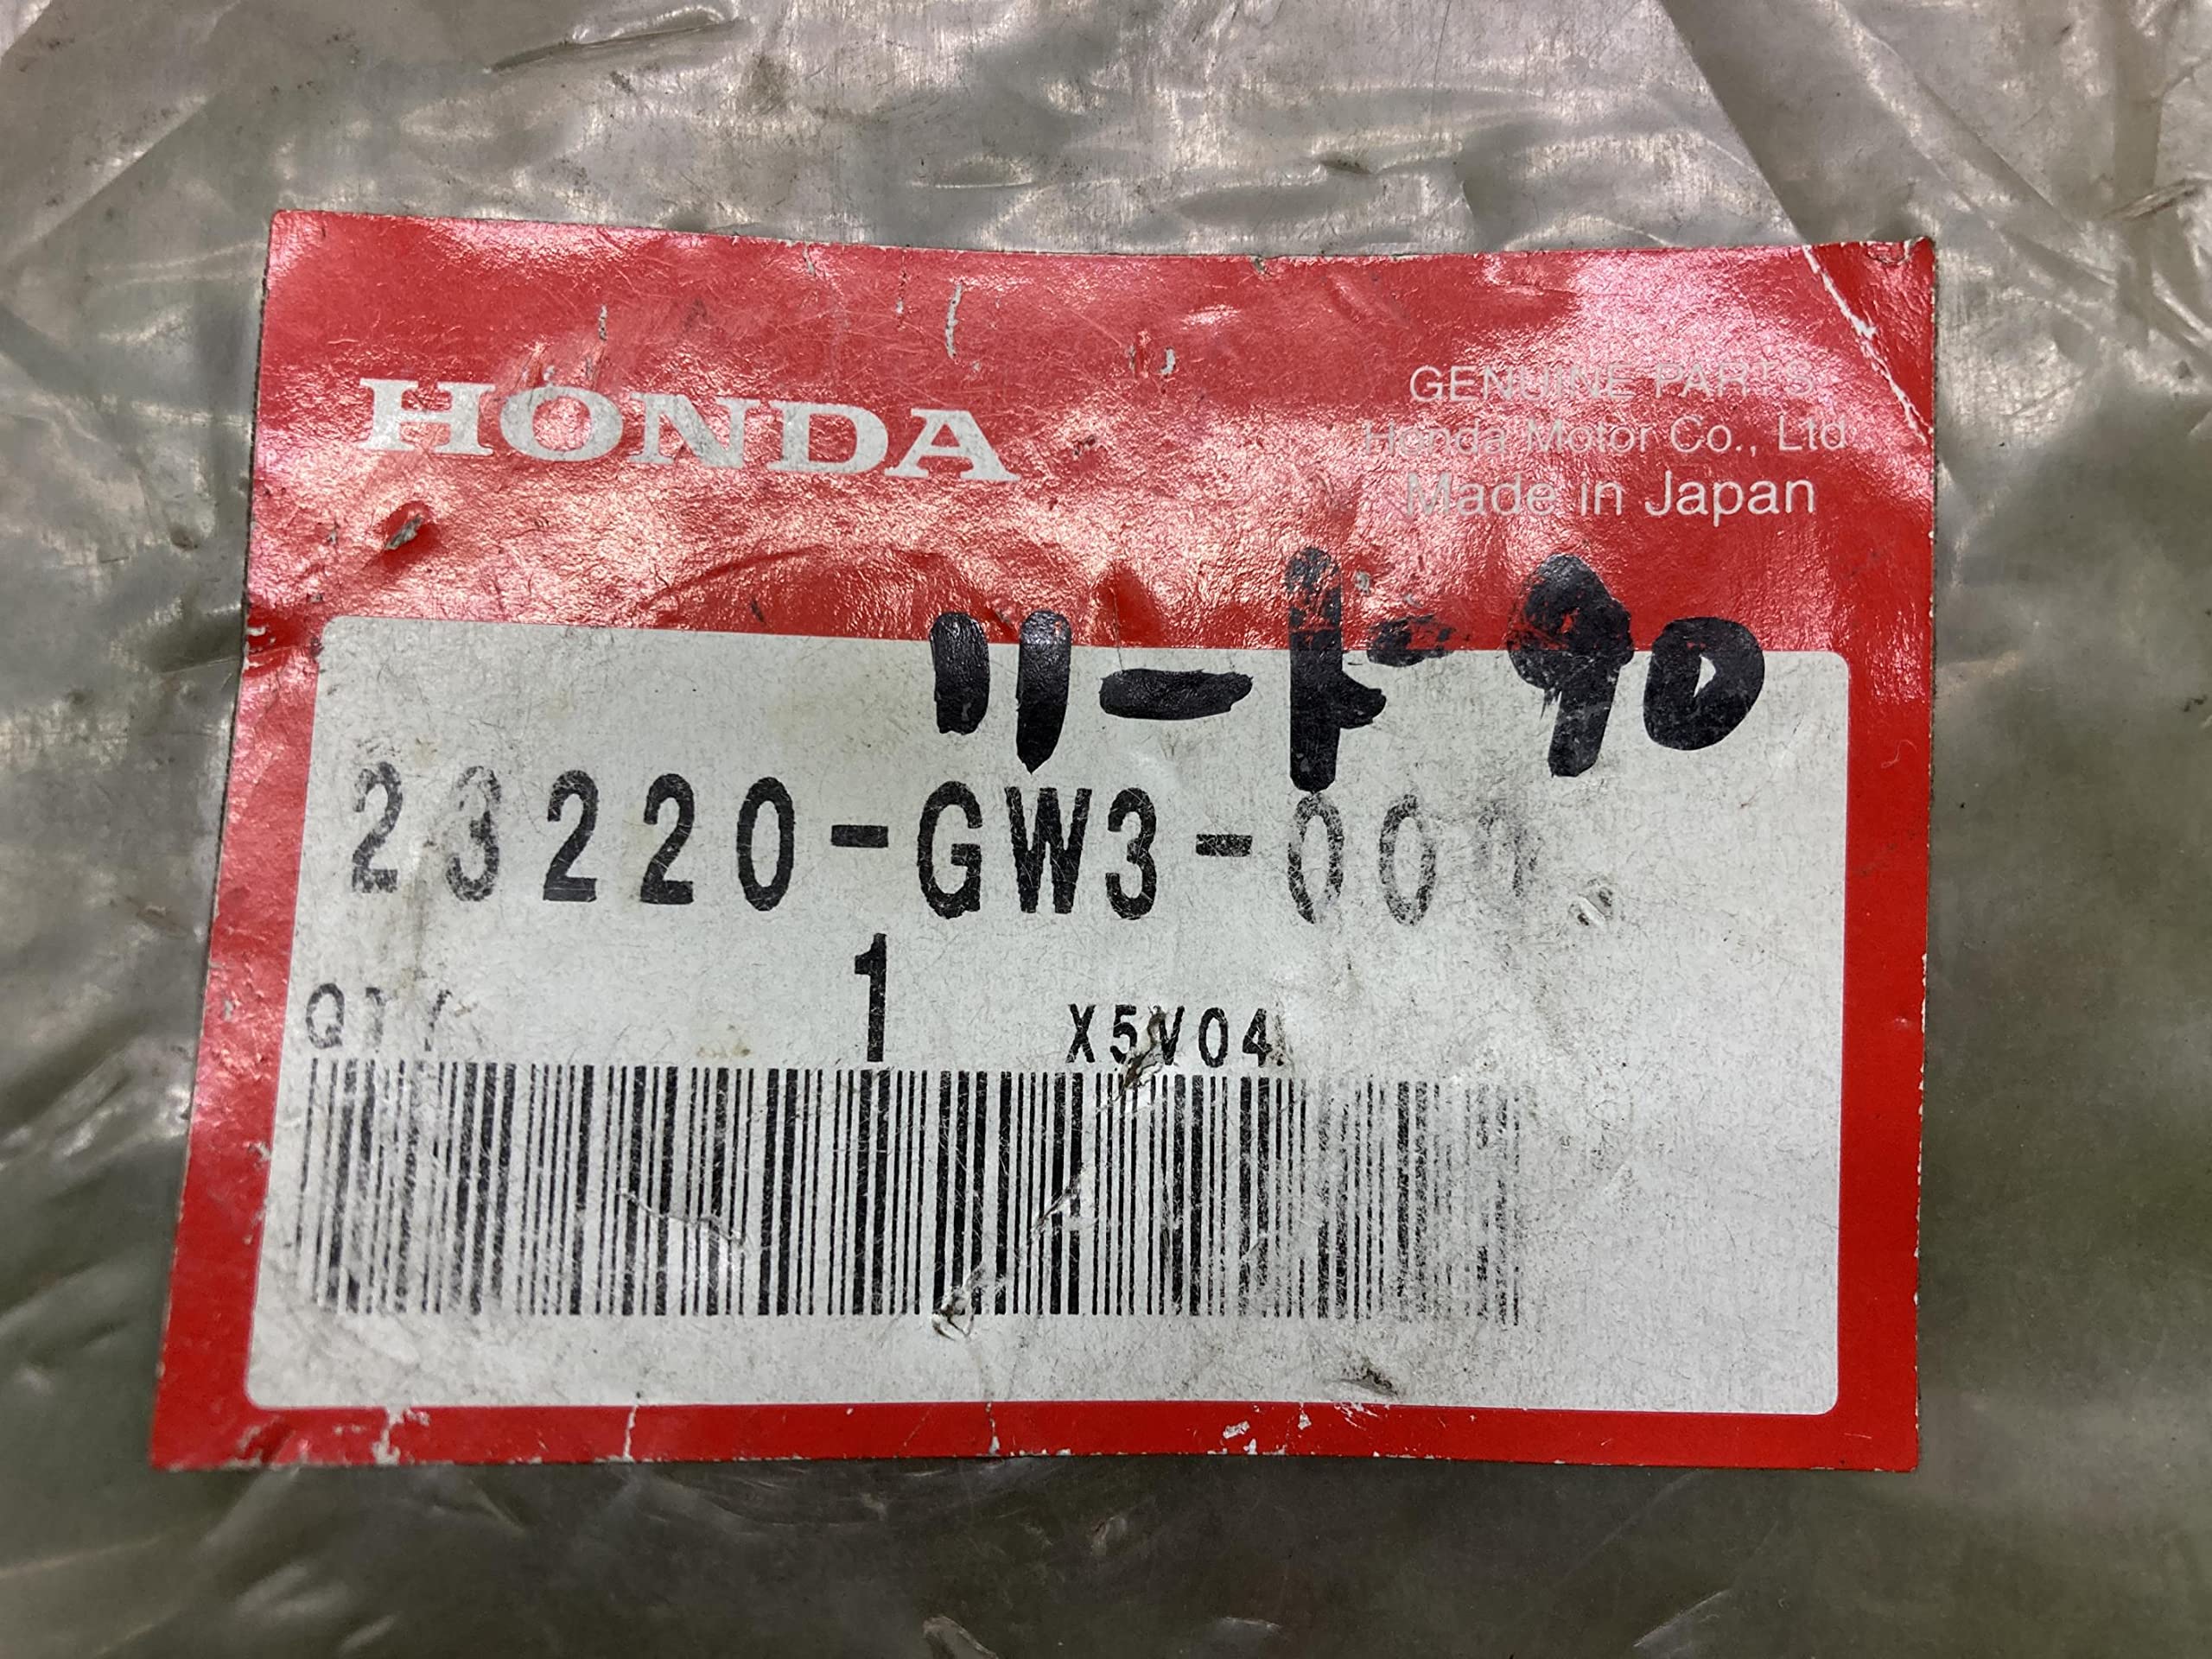 HONDA
GENUINE PARTS
Honda Motor Co., Ltd
Made in Japan
リード90
23220-GW3-000
QTY 1 X5V04